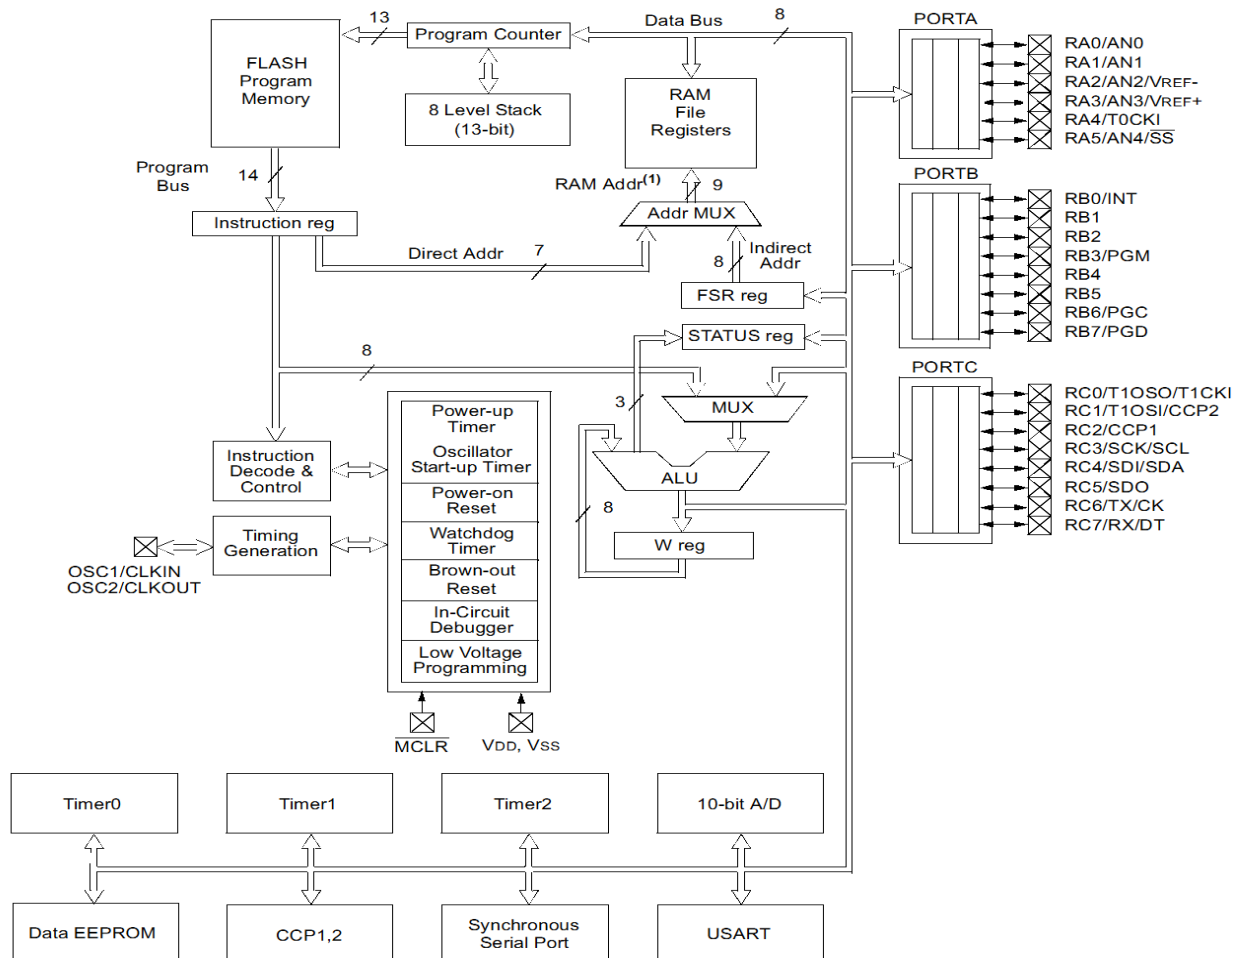 13
Data Bus
8
PORTA
Program Counter
FLASH
Program
Memory
8 Level Stack
(13-bit)
RAM
File
Registers
RA0/AN0
RA1/AN1
RA2/AN2/VREF-
RA3/AN3/VREF+
RA4/T0CKI
RA5/AN4/SS
Program
Bus
14
RAM Addr(1)
9
PORTB
Instruction reg
Addr MUX
Direct Addr
7
8
Indirect
Addr
FSR reg
RB0/INT
RB1
RB2
RB3/PGM
RB4
RB5
RB6/PGC
RB7/PGD
STATUS reg
8
PORTC
3
MUX
Power-up
Timer
Oscillator
Start-up Timer
Power-on
Reset
Watchdog
Timer
Brown-out
Reset
In-Circuit
Debugger
Low Voltage
Programming
Instruction
Decode &
Control
ALU
8
W reg
RC0/T1OSO/T1CKI
RC1/T1OSI/CCP2
RC2/CCP1
RC3/SCK/SCL
RC4/SDI/SDA
RC5/SDO
RC6/TX/CK
RC7/RX/DT
Timing
Generation
OSC1/CLKIN
OSC2/CLKOUT
MCLR
VDD, VSS
Timer0
Timer1
Timer2
10-bit A/D
Data EEPROM
CCP1,2
Synchronous
Serial Port
USART